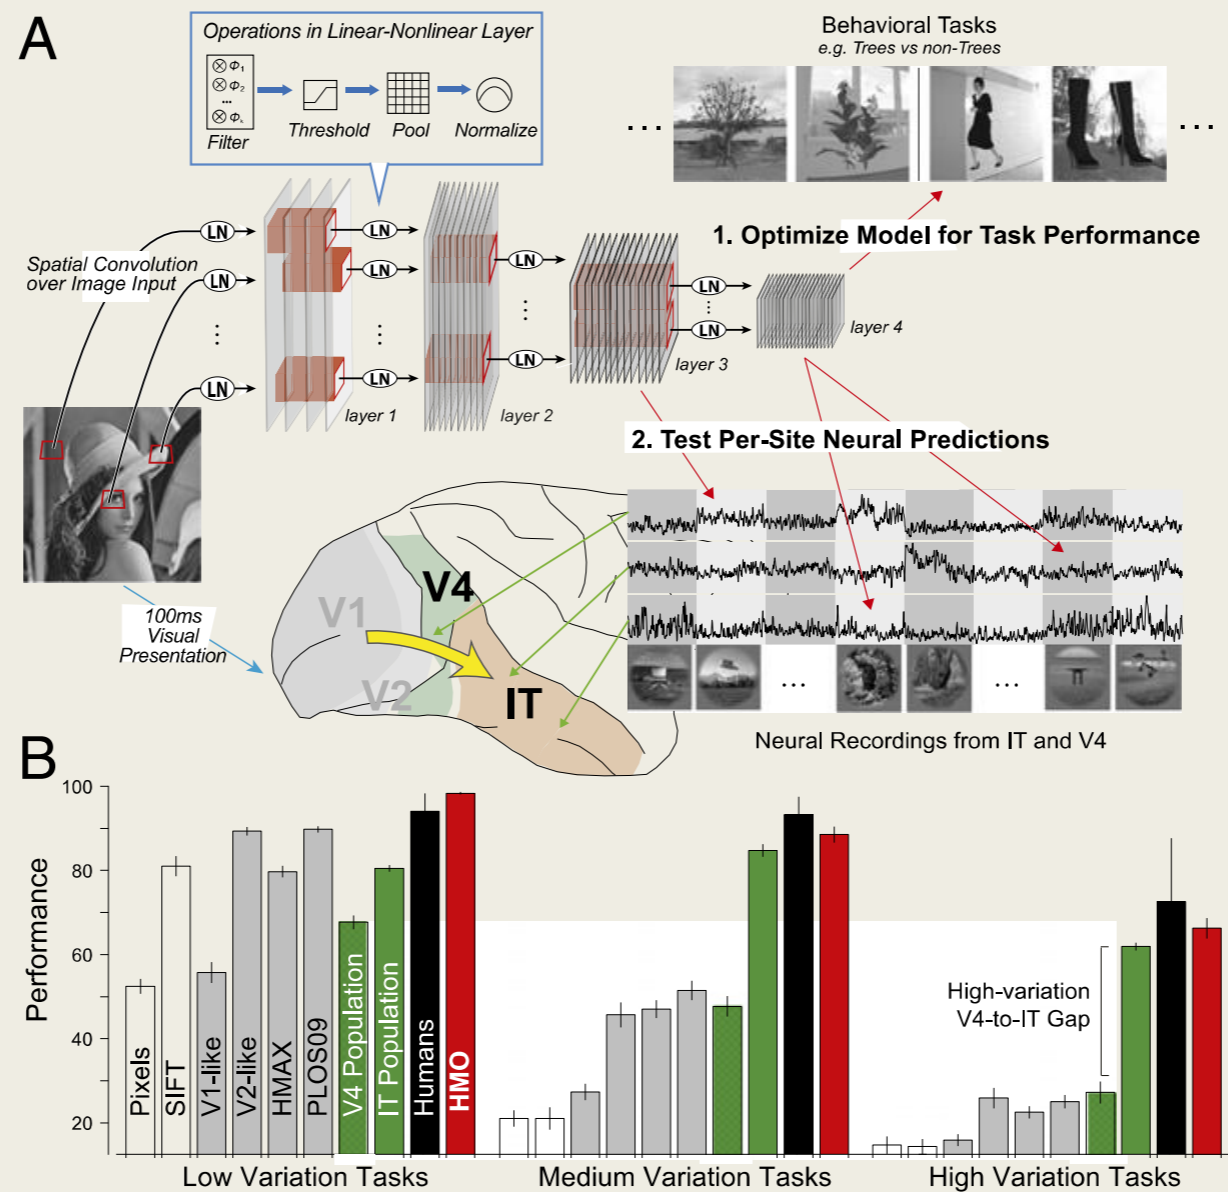 A
Operations in Linear-Nonlinear Layer
⊗ Φ1
⊗ Φ2
...
⊗ Φk
Filter
Threshold
Pool
Normalize
Behavioral Tasks
e.g. Trees vs non-Trees
...
...
LN
LN
LN
LN
LN
LN
LN
LN
LN
LN
Spatial Convolution
over Image Input
1. Optimize Model for Task Performance
layer 1
layer 2
layer 3
layer 4
2. Test Per-Site Neural Predictions
100ms
Visual
Presentation
V1
V2
V4
IT
...
...
Neural Recordings from IT and V4
B
Performance
100
80
60
40
20
Pixels
SIFT
V1-like
V2-like
HMAX
PLOS09
V4 Population
IT Population
Humans
HMO
High-variation
V4-to-IT Gap
Low Variation Tasks
Medium Variation Tasks
High Variation Tasks